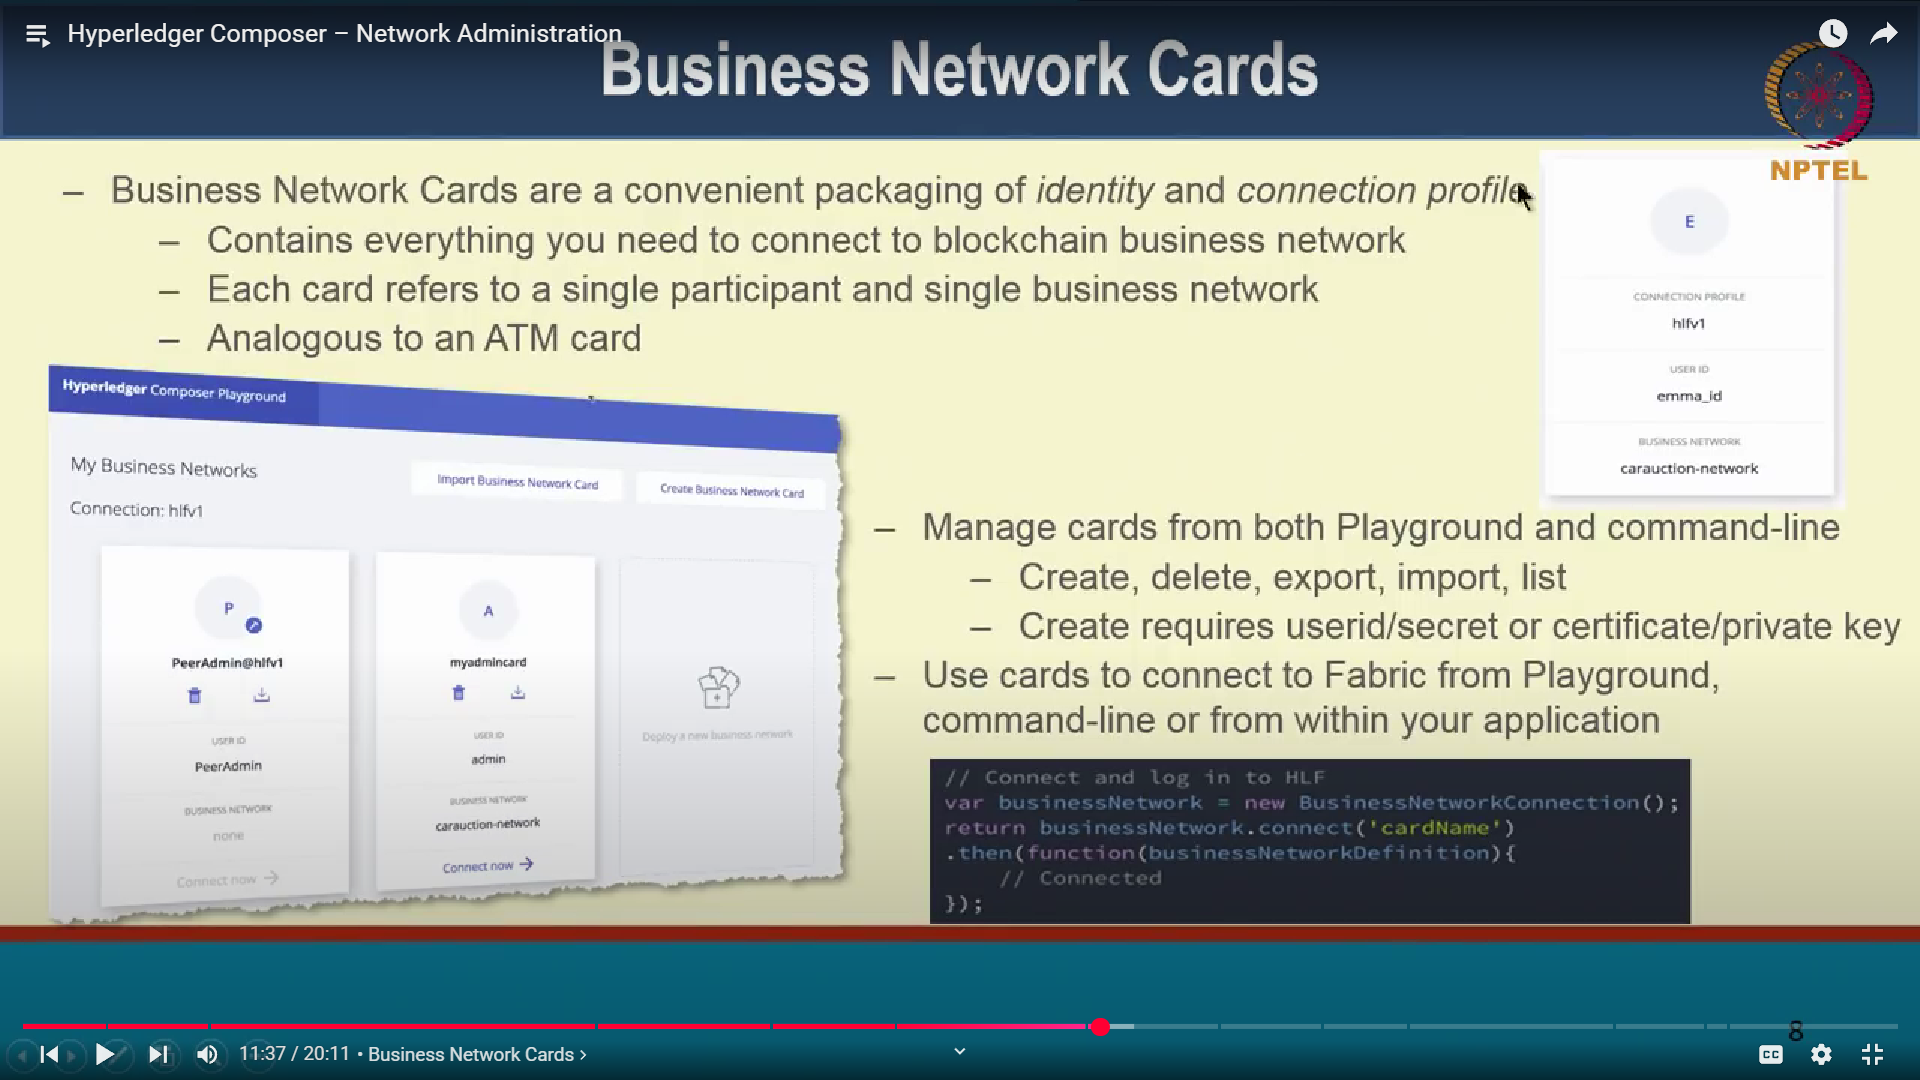 Hyperledger Composer – Network Administration
Business Network Cards
NPTEL
– Business Network Cards are a convenient packaging of identity and connection profile
– Contains everything you need to connect to blockchain business network
– Each card refers to a single participant and single business network
– Analogous to an ATM card
E
CONNECTION PROFILE
hlfv1
USER ID
emma_id
BUSINESS NETWORK
carauction-network
Hyperledger Composer Playground
My Business Networks
Import Business Network Card
Create Business Network Card
Connection: hlfv1
P
PeerAdmin@hlfv1
USER ID
PeerAdmin
BUSINESS NETWORK
none
Connect now →
A
myadmincard
USER ID
admin
BUSINESS NETWORK
carauction-network
Connect now →
Deploy a new business network
– Manage cards from both Playground and command-line
– Create, delete, export, import, list
– Create requires userid/secret or certificate/private key
– Use cards to connect to Fabric from Playground,
command-line or from within your application
// Connect and log in to HLF
var businessNetwork = new BusinessNetworkConnection();
return businessNetwork.connect('cardName')
.then(function(businessNetworkDefinition){
// Connected
});
8
11:37 / 20:11 • Business Network Cards ›
CC